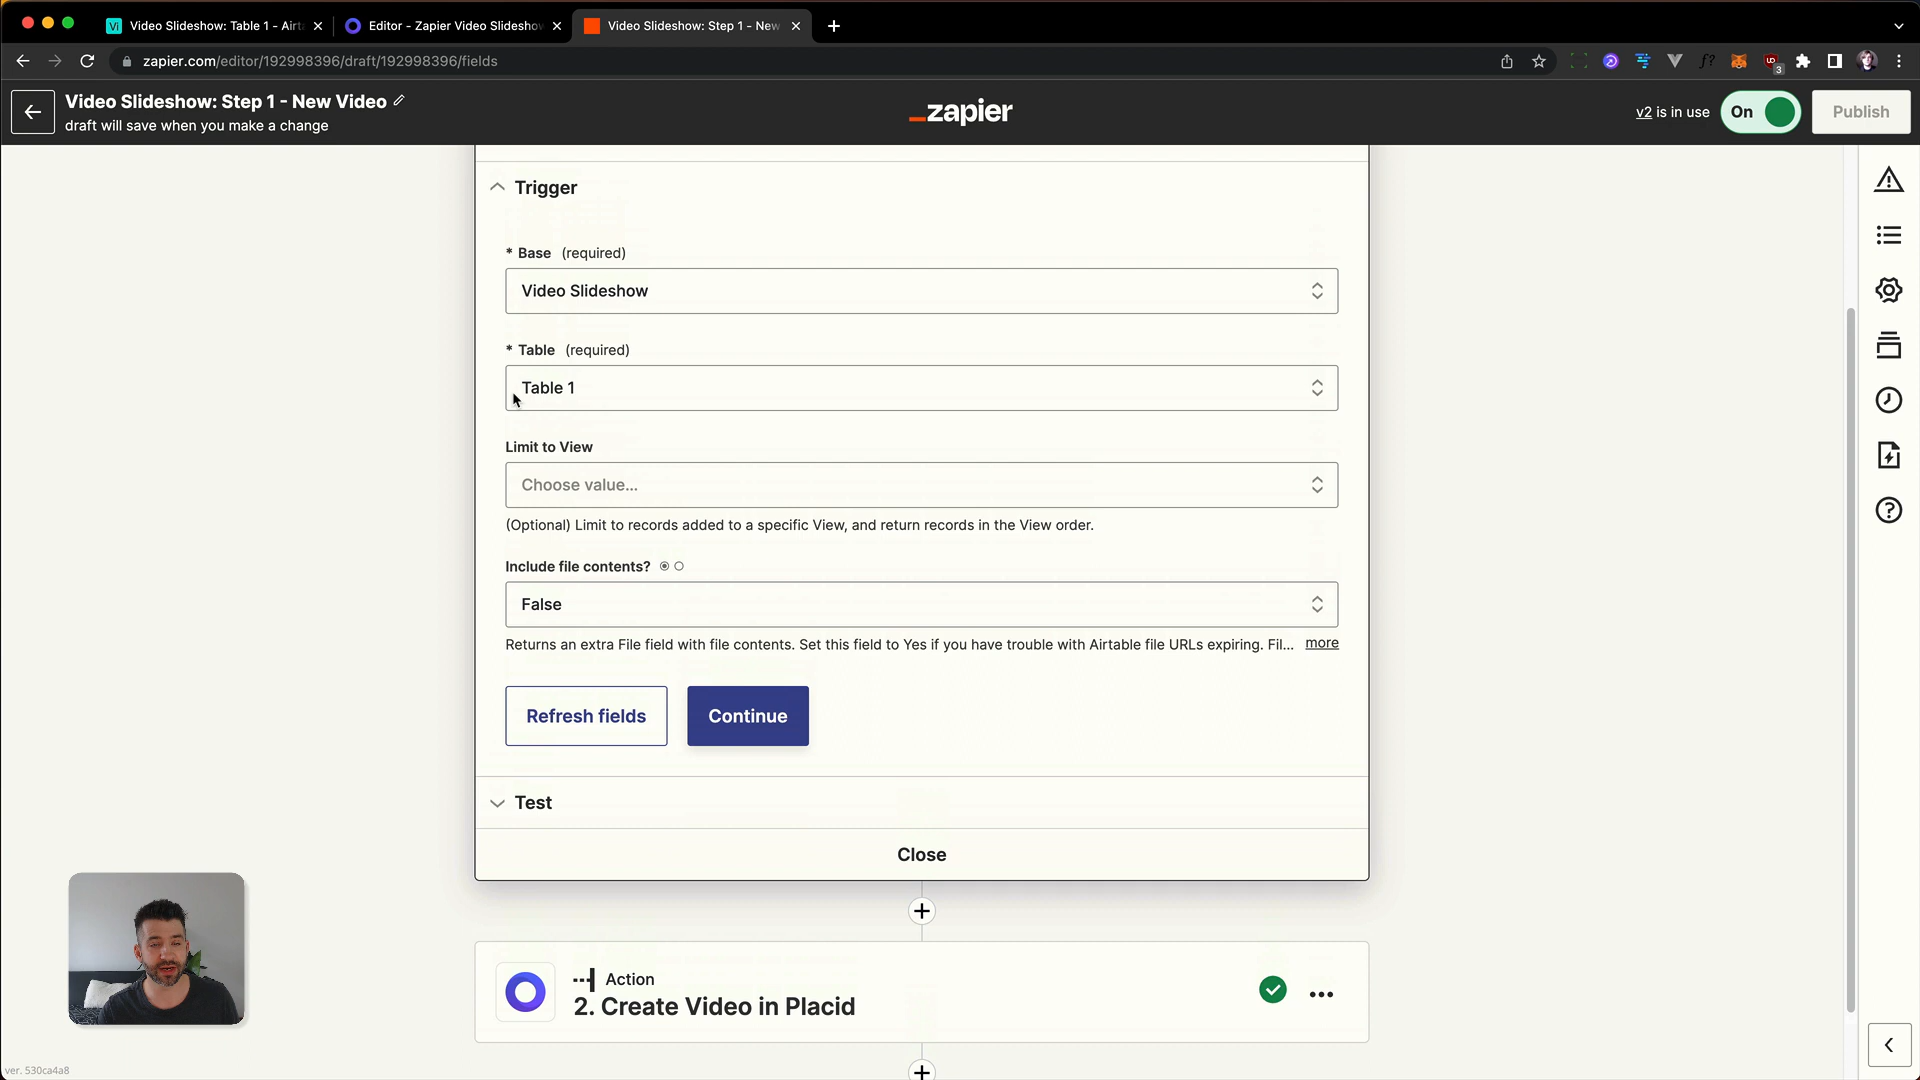 Video Slideshow: Table 1 - Airt
Editor - Zapier Video Slideshow
Video Slideshow: Step 1 - New
zapier.com/editor/192998396/draft/192998396/fields
Video Slideshow: Step 1 - New Video
draft will save when you make a change
zapier
v2 is in use
On
Publish
Trigger
* Base (required)
Video Slideshow
* Table (required)
Table 1
Limit to View
Choose value...
(Optional) Limit to records added to a specific View, and return records in the View order.
Include file contents?
False
Returns an extra File field with file contents. Set this field to Yes if you have trouble with Airtable file URLs expiring. Fil... more
Refresh fields
Continue
Test
Close
Action
2. Create Video in Placid
ver. 530ca4a8